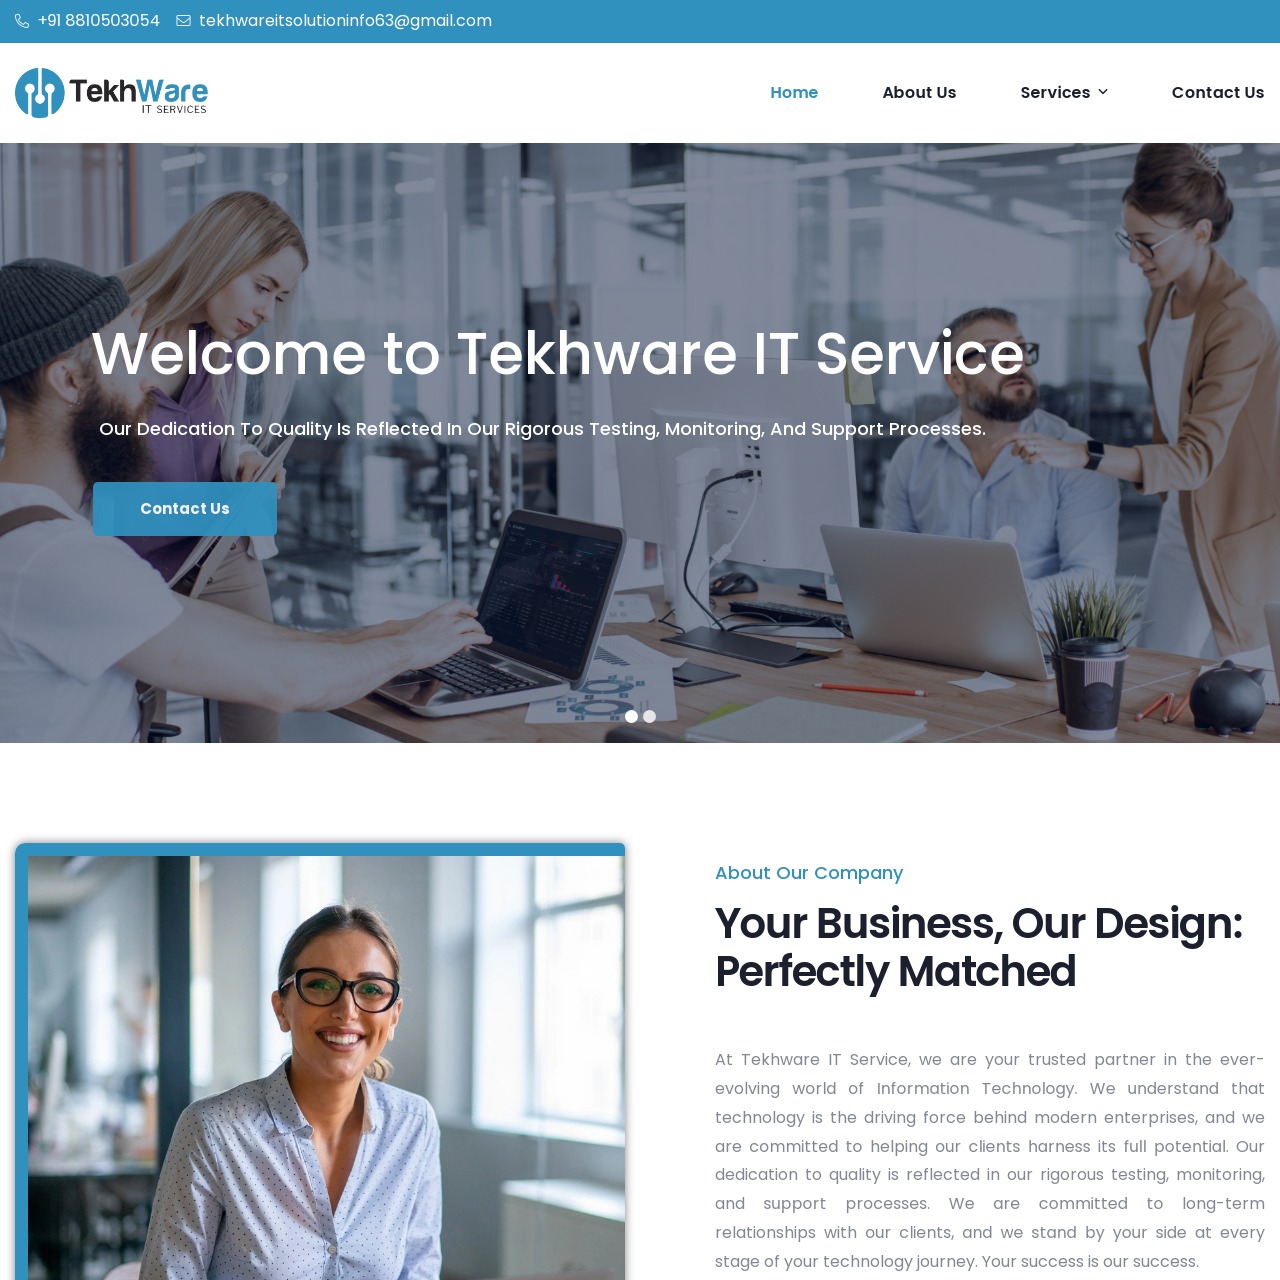 +91 8810503054 tekhwareitsolutioninfo63@gmail.com
TekhWare
IT SERVICES
Home About Us Services Contact Us
Welcome to Tekhware IT Service
Our Dedication To Quality Is Reflected In Our Rigorous Testing, Monitoring, And Support Processes.
Contact Us
About Our Company
Your Business, Our Design:
Perfectly Matched
At Tekhware IT Service, we are your trusted partner in the ever-
evolving world of Information Technology. We understand that
technology is the driving force behind modern enterprises, and we
are committed to helping our clients harness its full potential. Our
dedication to quality is reflected in our rigorous testing, monitoring,
and support processes. We are committed to long-term
relationships with our clients, and we stand by your side at every
stage of your technology journey. Your success is our success.